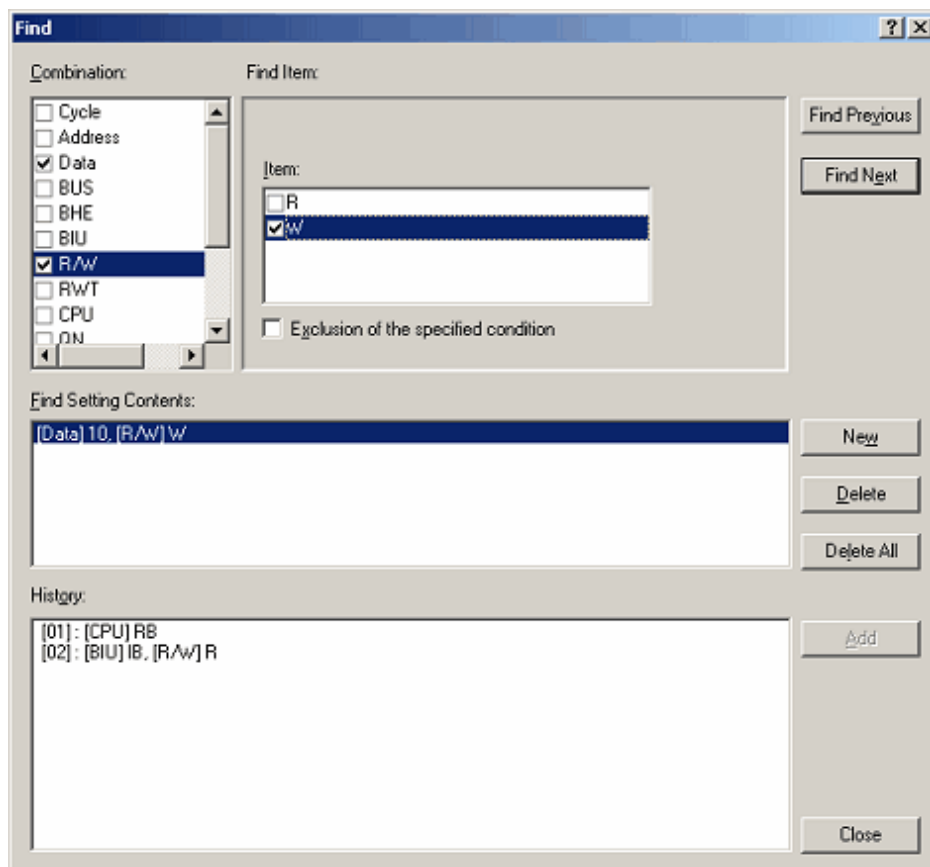 Find
Combination:
Find Item:
Cycle
Address
Data
BUS
BHE
BIU
R/W
RWT
CPU
Item:
R
W
Exclusion of the specified condition
Find Previous
Find Next
Find Setting Contents:
[Data] 10, [R/W] W
New
Delete
Delete All
History:
[01] : [CPU] RB
[02] : [BIU] IB, [R/W] R
Add
Close